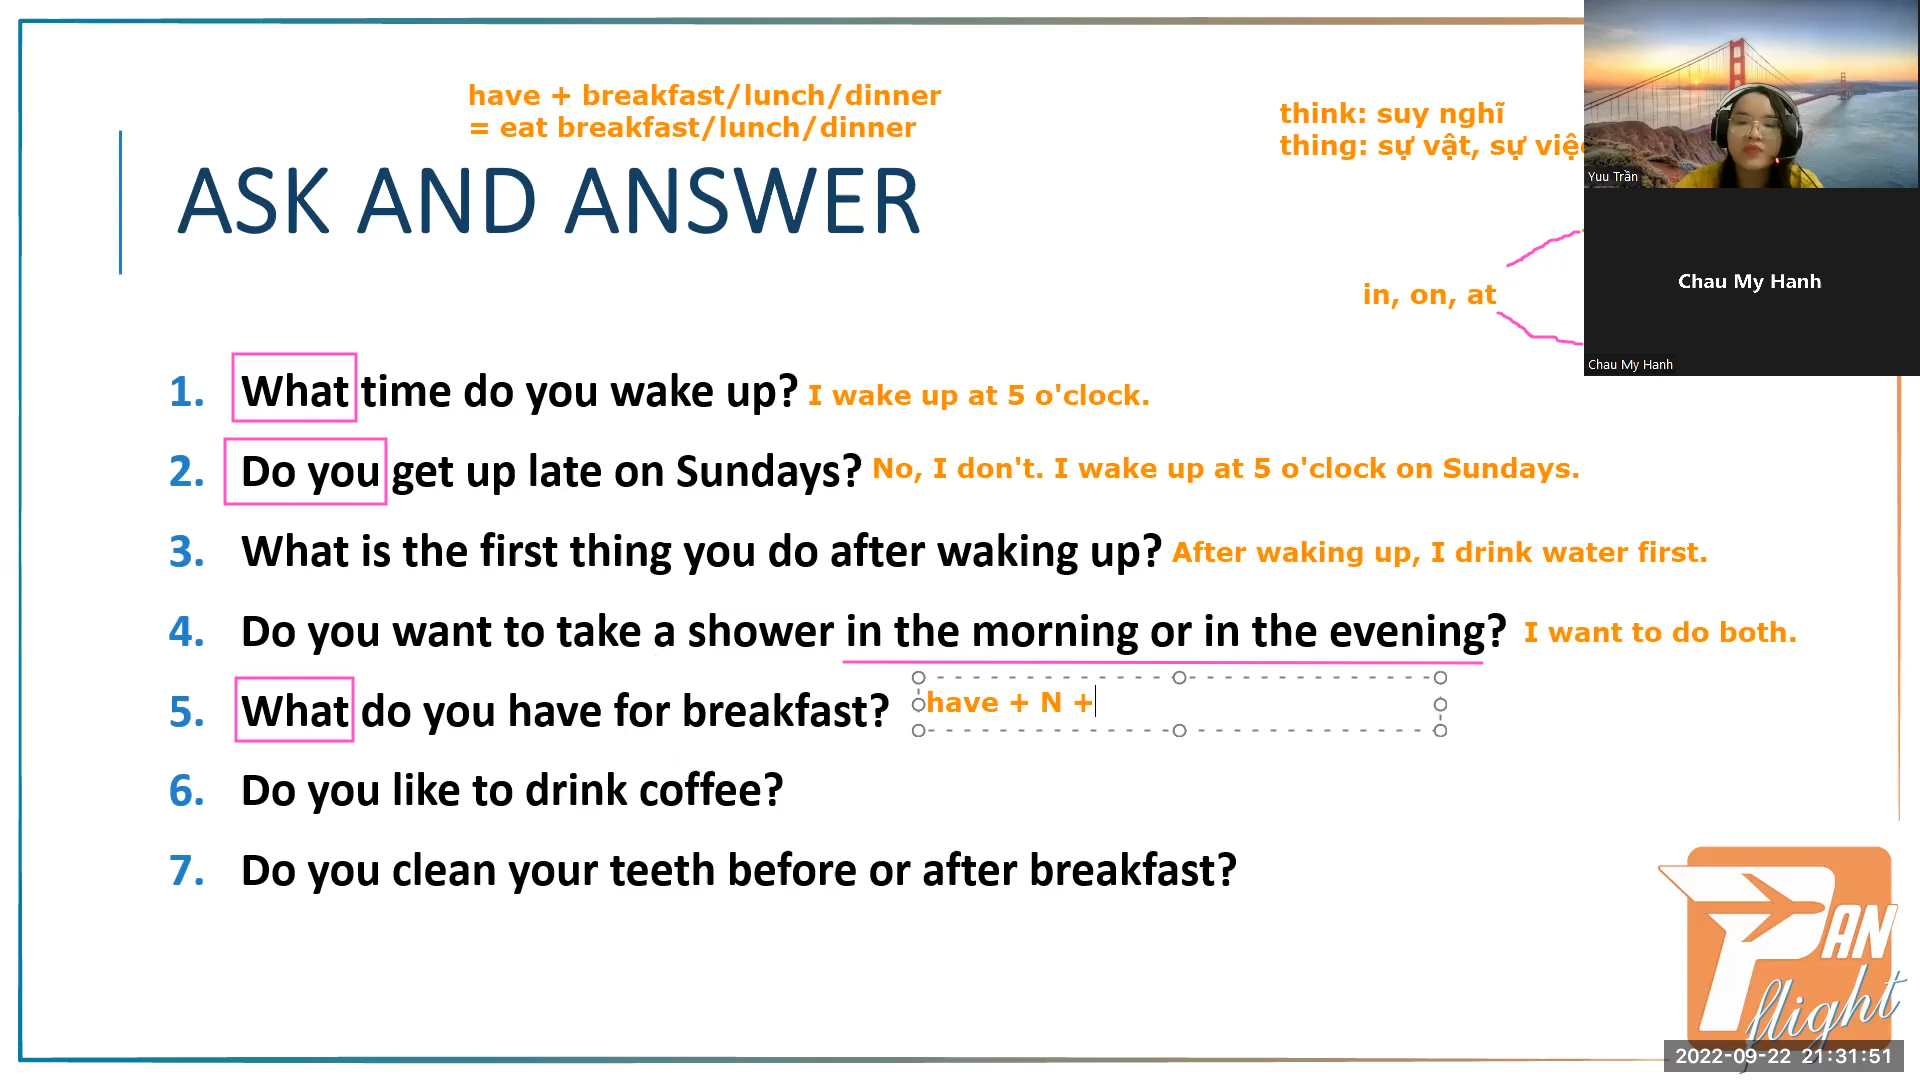 have + breakfast/lunch/dinner
= eat breakfast/lunch/dinner
think: suy nghĩ
thing: sự vật, sự việc
Yuu Trần
ASK AND ANSWER
Chau My Hanh
in, on, at
Chau My Hanh
1. What time do you wake up? I wake up at 5 o'clock.
2. Do you get up late on Sundays? No, I don't. I wake up at 5 o'clock on Sundays.
3. What is the first thing you do after waking up? After waking up, I drink water first.
4. Do you want to take a shower in the morning or in the evening? I want to do both.
5. What do you have for breakfast? have + N +
6. Do you like to drink coffee?
7. Do you clean your teeth before or after breakfast?
PAN
flight
2022-09-22 21:31:51